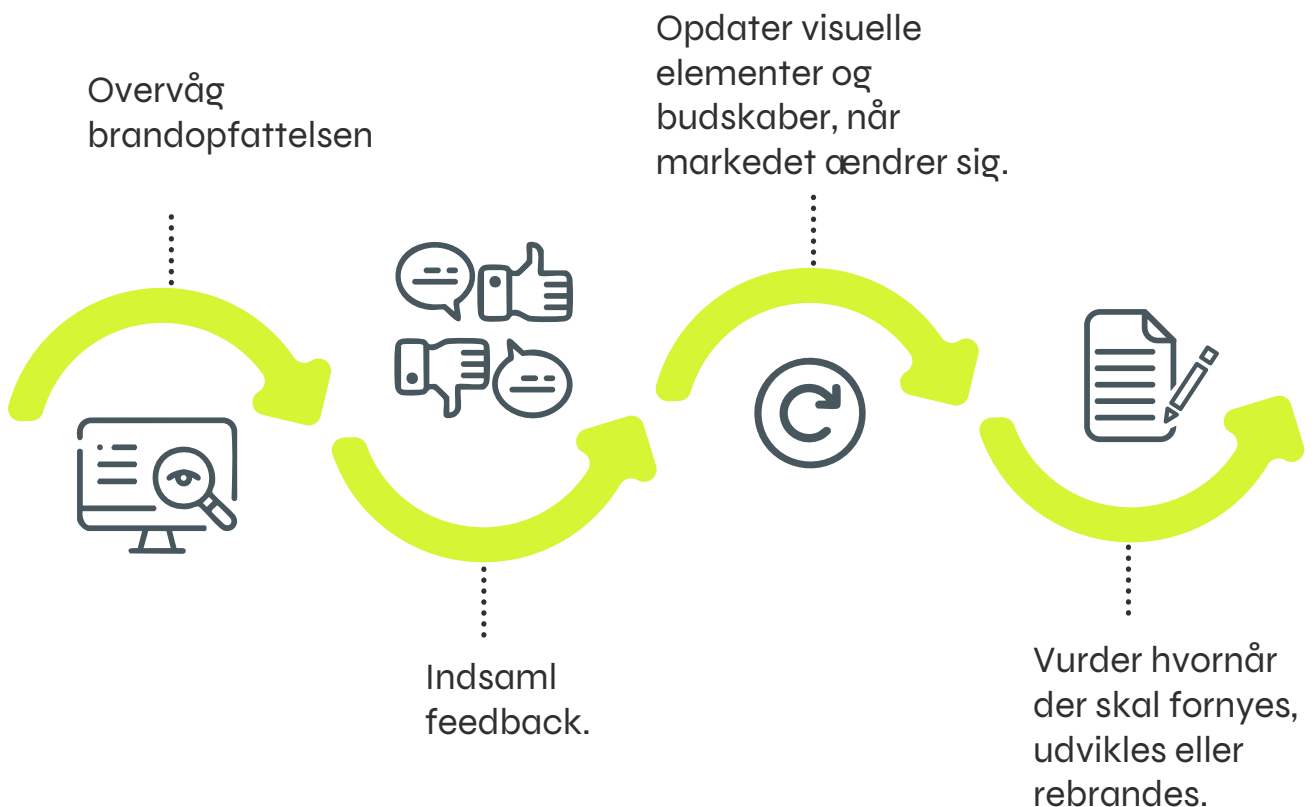 Overvåg
brandopfattelsen
Indsaml
feedback.
Opdater visuelle
elementer og
budskaber, når
markedet ændrer sig.
Vurder hvornår
der skal fornyes,
udvikles eller
rebrandes.